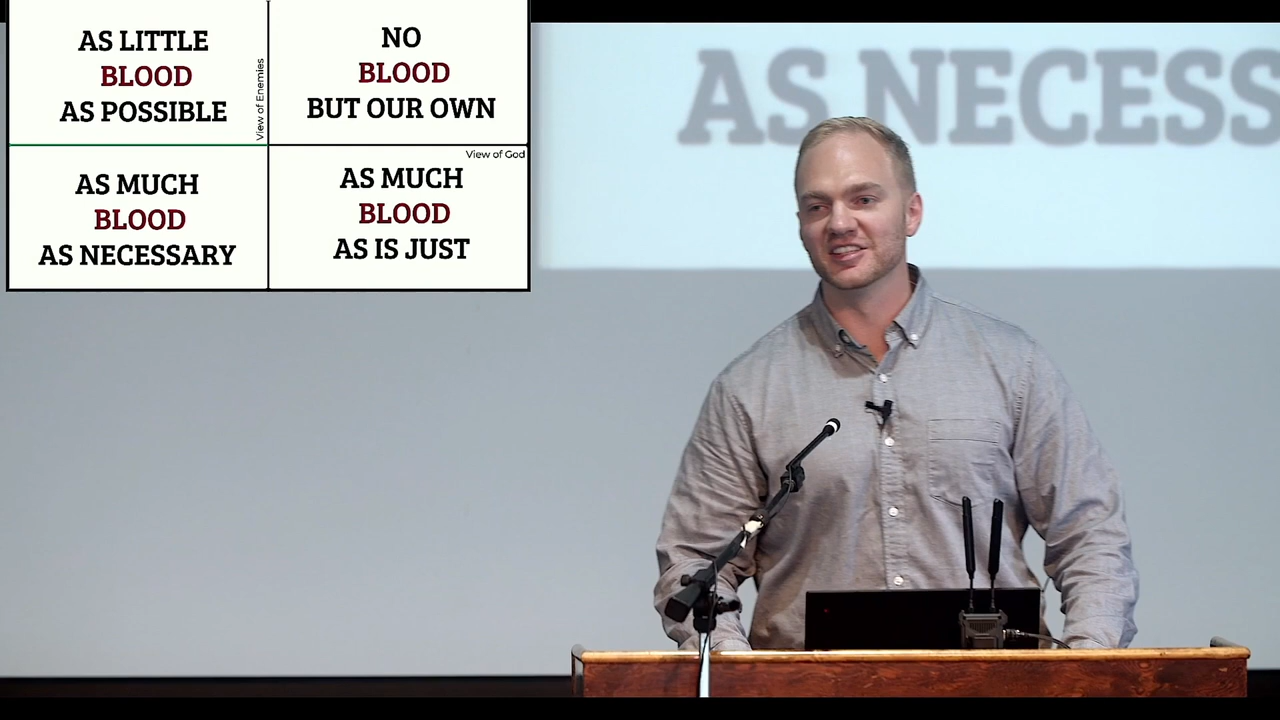 AS LITTLE
BLOOD
AS POSSIBLE
View of Enemies
NO
BLOOD
BUT OUR OWN
View of God
AS MUCH
BLOOD
AS NECESSARY
AS MUCH
BLOOD
AS IS JUST
AS NECESS